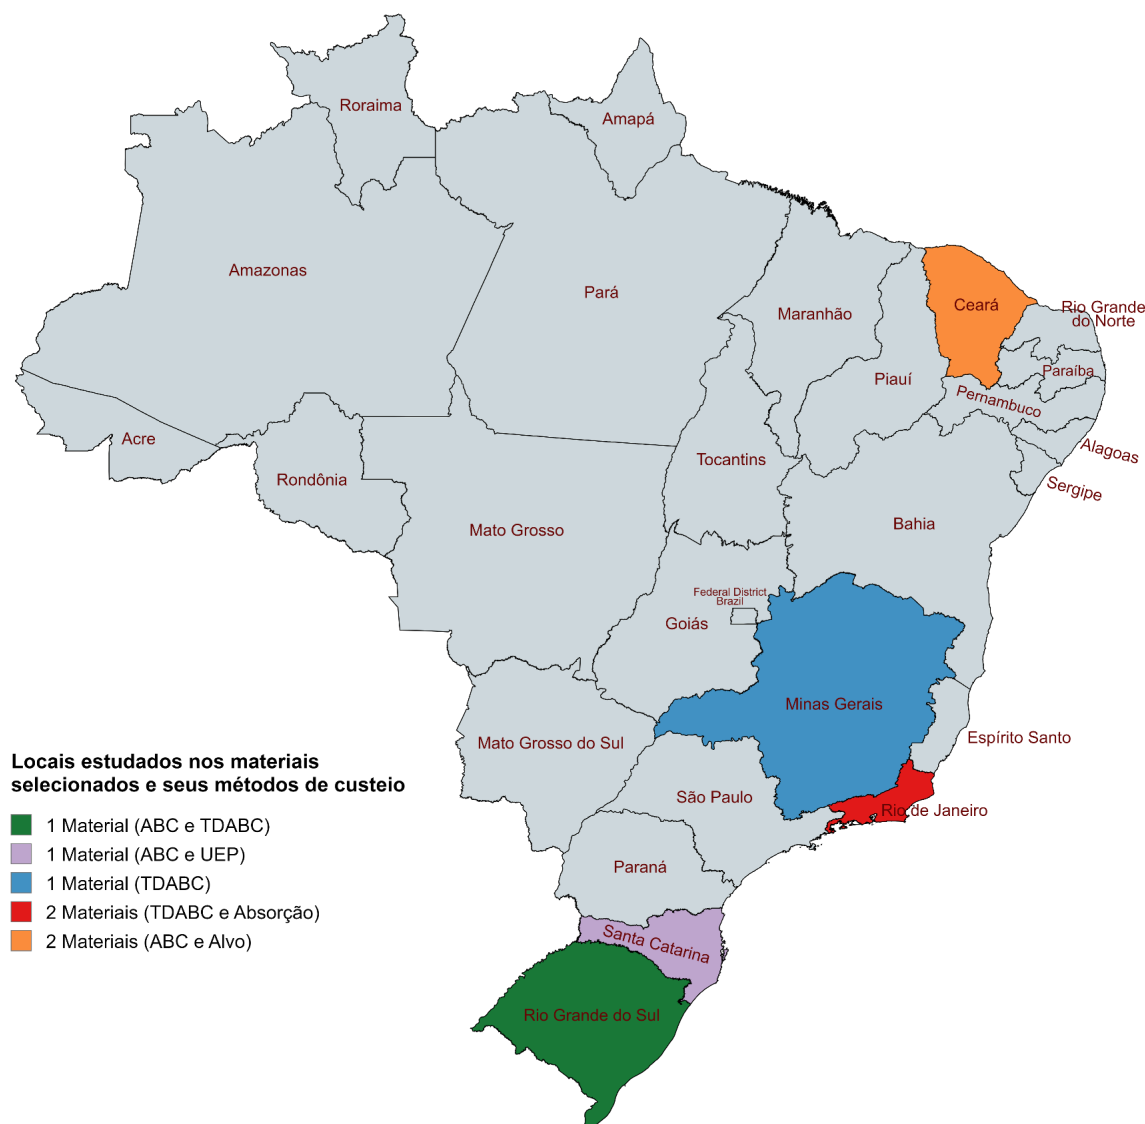 Roraima
Amapá
Amazonas
Pará
Maranhão
Ceará
Rio Grande
do Norte
Piauí
Paraíba
Pernambuco
Acre
Alagoas
Rondônia
Tocantins
Sergipe
Mato Grosso
Bahia
Federal District
Brazil
Goiás
Minas Gerais
Mato Grosso do Sul
Espírito Santo
São Paulo
Rio de Janeiro
Paraná
Santa Catarina
Rio Grande do Sul
Locais estudados nos materiais
selecionados e seus métodos de custeio
1 Material (ABC e TDABC)
1 Material (ABC e UEP)
1 Material (TDABC)
2 Materiais (TDABC e Absorção)
2 Materiais (ABC e Alvo)